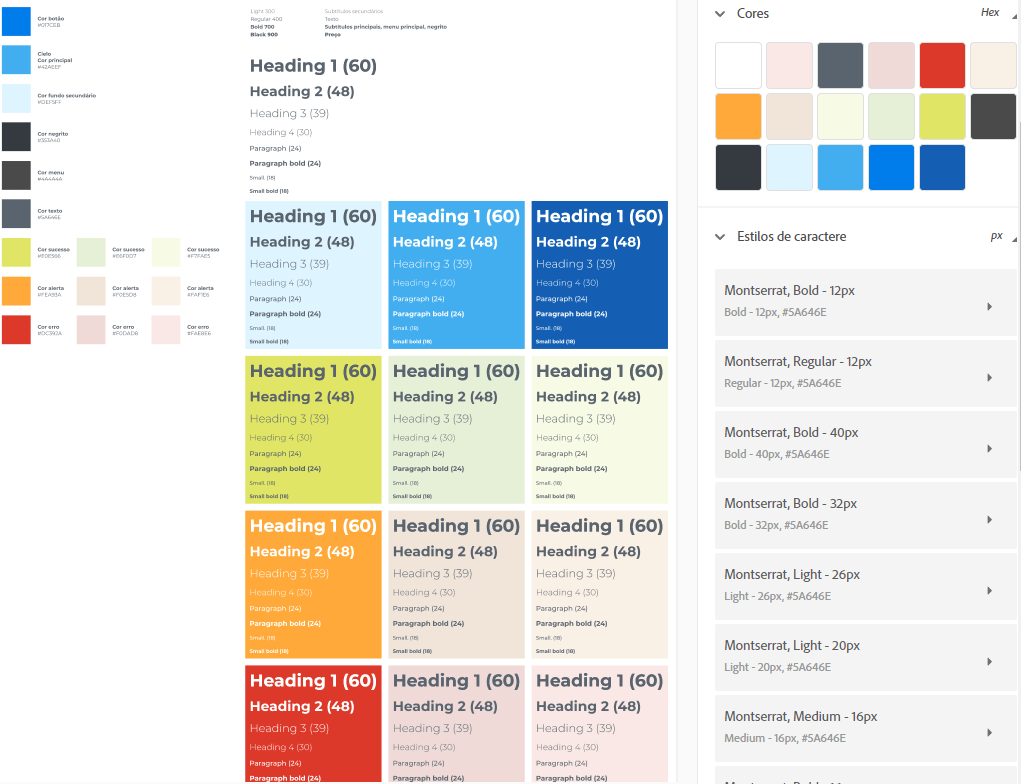 Cor botão
#017CEB
Cielo
Cor principal
#42AEEF
Cor fundo secundário
#DEF5FF
Cor negrito
#363A40
Cor menu
#4A4A4A
Cor texto
#5A646E
Cor sucesso
Cor sucesso
#E6F0D7
Cor sucesso
#F7FAE5
Cor alerta
#FEA93A
Cor alerta
#F0E5D8
Cor alerta
#FAF1E6
Cor erro
#DC392A
Cor erro
#F0DAD8
Cor erro
#FAE8E6
Light 300
Subtítulos secundários
Regular 400
Texto
Bold 700
Subtítulos principais, menu principal, negrito
Black 900
Preço
Heading 1 (60)
Heading 2 (48)
Heading 3 (39)
Heading 4 (30)
Paragraph (24)
Paragraph bold (24)
Small. (18)
Small bold (18)
Heading 1 (60)
Heading 2 (48)
Heading 3 (39)
Heading 4 (30)
Paragraph (24)
Paragraph bold (24)
Small. (18)
Small bold (18)
Heading 1 (60)
Heading 2 (48)
Heading 3 (39)
Heading 4 (30)
Paragraph (24)
Paragraph bold (24)
Small. (18)
Small bold (18)
Heading 1 (60)
Heading 2 (48)
Heading 3 (39)
Heading 4 (30)
Paragraph (24)
Paragraph bold (24)
Small. (18)
Small bold (18)
Heading 1 (60)
Heading 2 (48)
Heading 3 (39)
Heading 4 (30)
Paragraph (24)
Paragraph bold (24)
Small. (18)
Small bold (18)
Heading 1 (60)
Heading 2 (48)
Heading 3 (39)
Heading 4 (30)
Paragraph (24)
Paragraph bold (24)
Small. (18)
Small bold (18)
Heading 1 (60)
Heading 2 (48)
Heading 3 (39)
Heading 4 (30)
Paragraph (24)
Paragraph bold (24)
Small. (18)
Small bold (18)
Heading 1 (60)
Heading 2 (48)
Heading 3 (39)
Heading 4 (30)
Paragraph (24)
Paragraph bold (24)
Small. (18)
Small bold (18)
Heading 1 (60)
Heading 2 (48)
Heading 3 (39)
Heading 4 (30)
Paragraph (24)
Paragraph bold (24)
Small. (18)
Small bold (18)
Heading 1 (60)
Heading 2 (48)
Heading 3 (39)
Heading 4 (30)
Paragraph (24)
Paragraph bold (24)
Small. (18)
Small bold (18)
Heading 1 (60)
Heading 2 (48)
Heading 3 (39)
Heading 4 (30)
Paragraph (24)
Paragraph bold (24)
Heading 1 (60)
Heading 2 (48)
Heading 3 (39)
Heading 4 (30)
Paragraph (24)
Paragraph bold (24)
Heading 1 (60)
Heading 2 (48)
Heading 3 (39)
Heading 4 (30)
Paragraph (24)
Paragraph bold (24)
Cores
Hex
Estilos de caractere
px
Montserrat, Bold - 12px
Bold - 12px, #5A646E
Montserrat, Regular - 12px
Regular - 12px, #5A646E
Montserrat, Bold - 40px
Bold - 40px, #5A646E
Montserrat, Bold - 32px
Bold - 32px, #5A646E
Montserrat, Light - 26px
Light - 26px, #5A646E
Montserrat, Light - 20px
Light - 20px, #5A646E
Montserrat, Medium - 16px
Medium - 16px, #5A646E